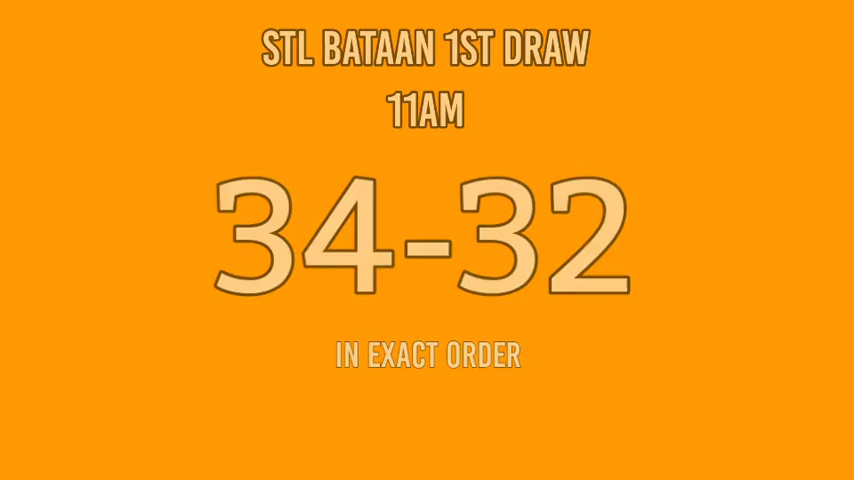 STL BATAAN 1ST DRAW
11AM
34-32
IN EXACT ORDER